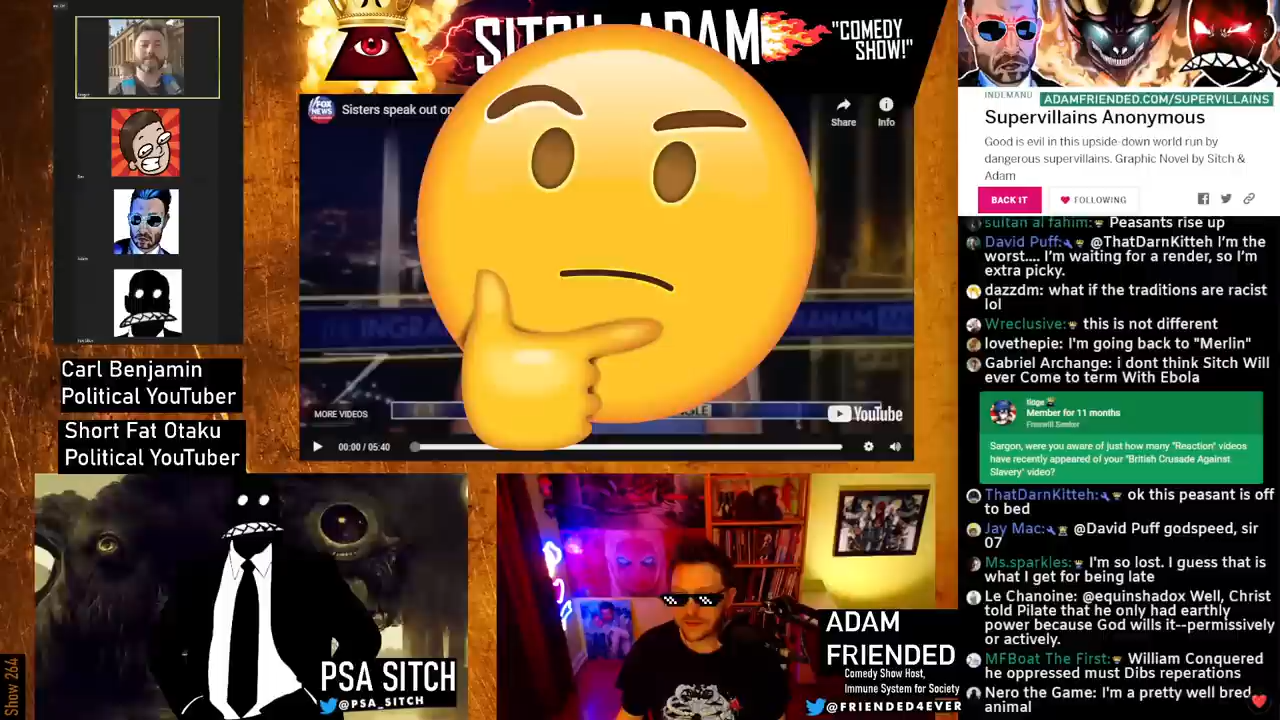 SITCH ADAM
"COMEDY
SHOW!"
FOX
NEWS
Sisters speak out on
Share
Info
MORE VIDEOS
YouTube
00:00 / 05:40
Carl Benjamin
Political YouTuber
Short Fat Otaku
Political YouTuber
PSA SITCH
@PSA_SITCH
Show 264
ADAM
FRIENDED
Comedy Show Host,
Immune System for Society
@FRIENDED4EVER
ADAMFRIENDED.COM/SUPERVILLAINS
Supervillains Anonymous
Good is evil in this upside-down world run by
dangerous supervillains. Graphic Novel by Sitch &
Adam
BACK IT
FOLLOWING
sultan al fahim: Peasants rise up
David Puff: @ThatDarnKitteh I'm the
worst.... I'm waiting for a render, so I'm
extra picky.
dazzdm: what if the traditions are racist
lol
Wreclusive: this is not different
lovethepie: I'm going back to "Merlin"
Gabriel Archange: i dont think Sitch Will
ever Come to term With Ebola
Member for 11 months
Freewill Seeker
Sargon, were you aware of just how many "Reaction" videos
have recently appeared of your "British Crusade Against
Slavery" video?
ThatDarnKitteh: ok this peasant is off
to bed
Jay Mac: @David Puff godspeed, sir
07
Ms.sparkles: I'm so lost. I guess that is
what I get for being late
Le Chanoine: @equinshadox Well, Christ
told Pilate that he only had earthly
power because God wills it--permissively
or actively.
MFBoat The First: William Conquered
he oppressed must Dibs reperations
Nero the Game: I'm a pretty well bred
animal